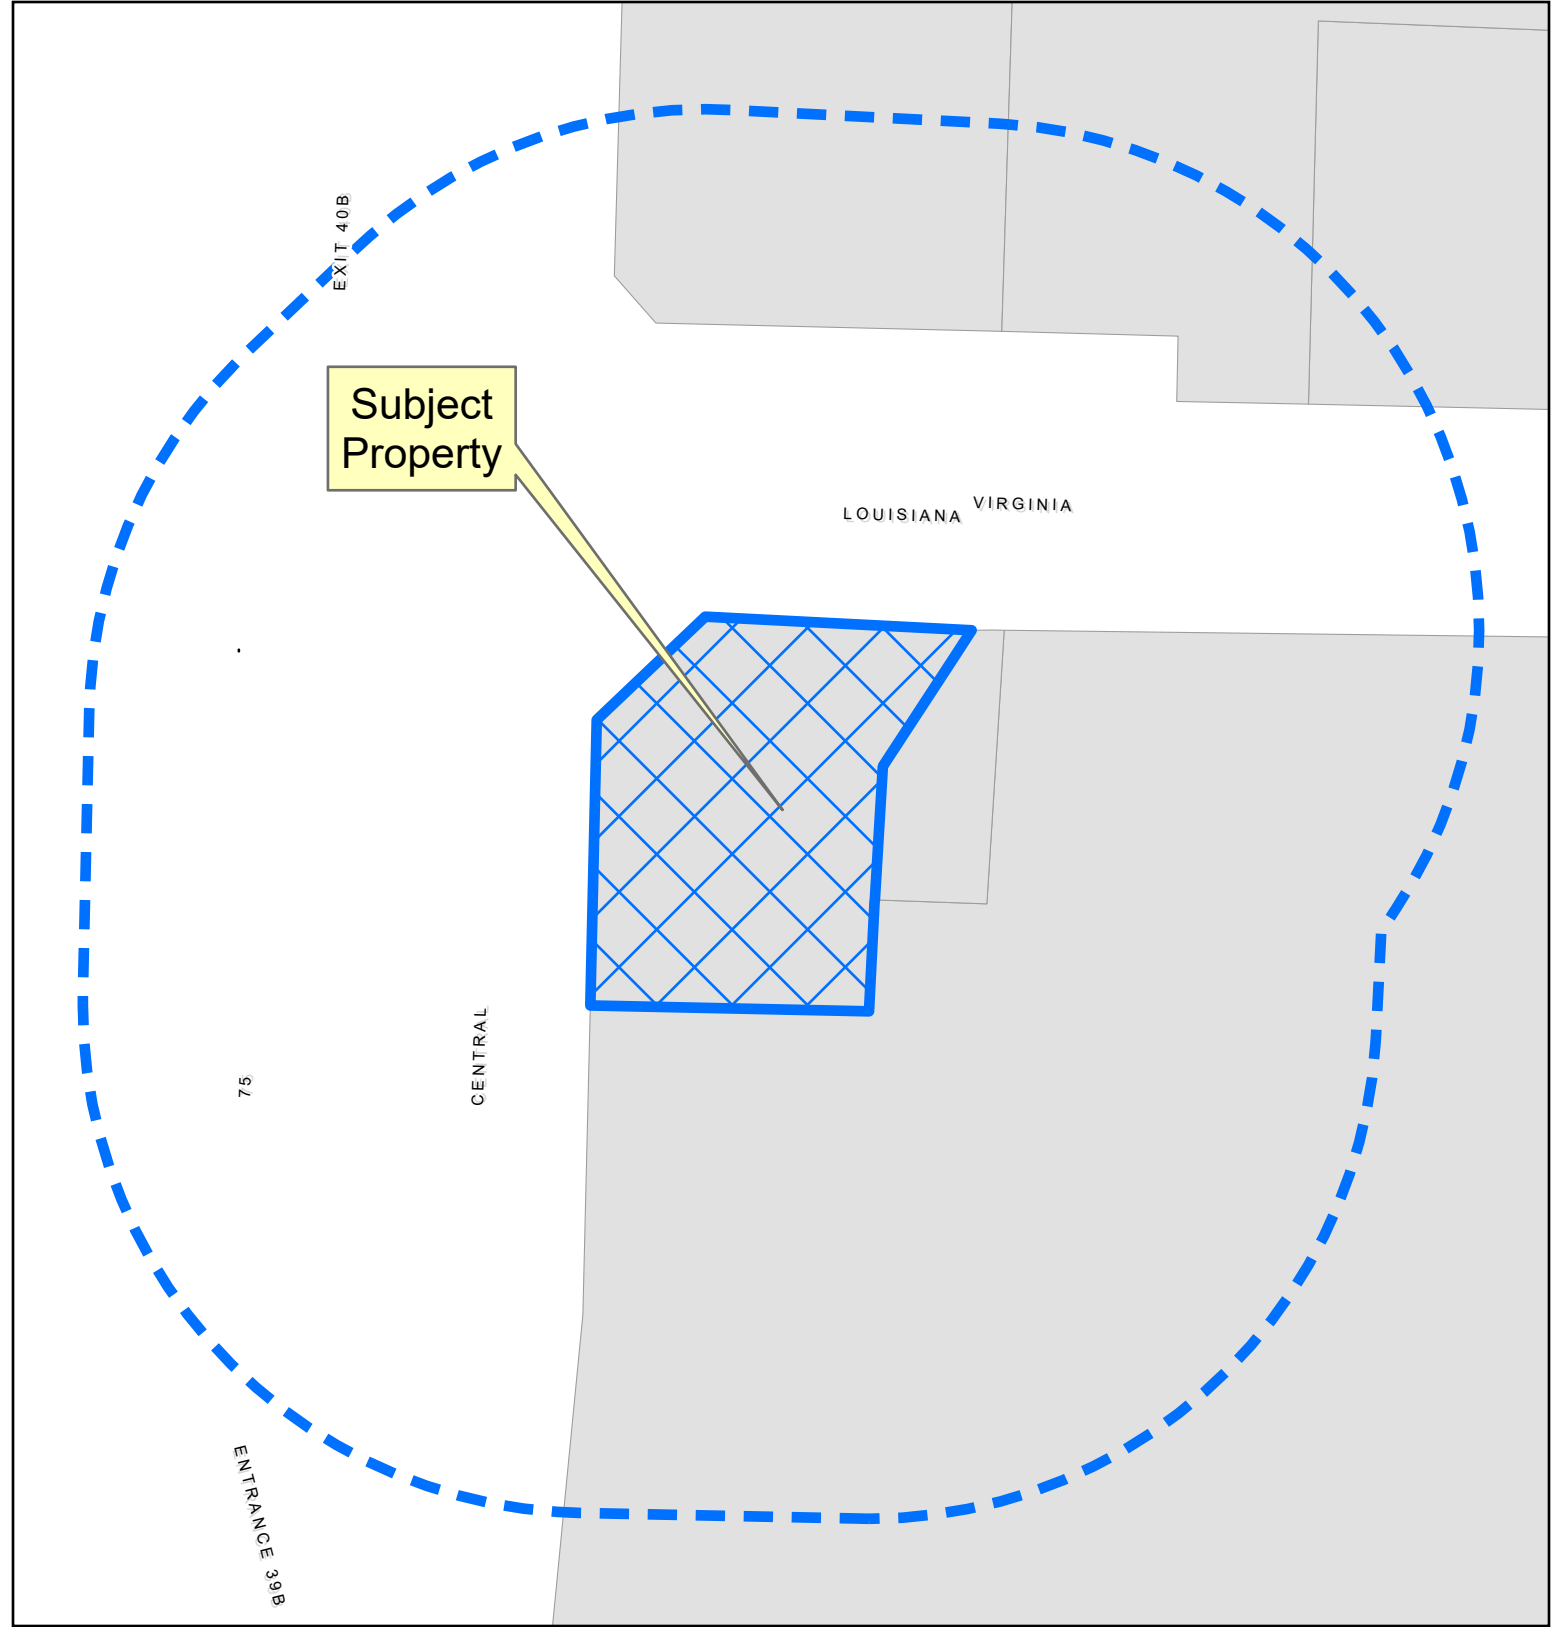 EXIT 40B
Subject
Property
LOUISIANA
VIRGINIA
CENTRAL
75
ENTRANCE 39B